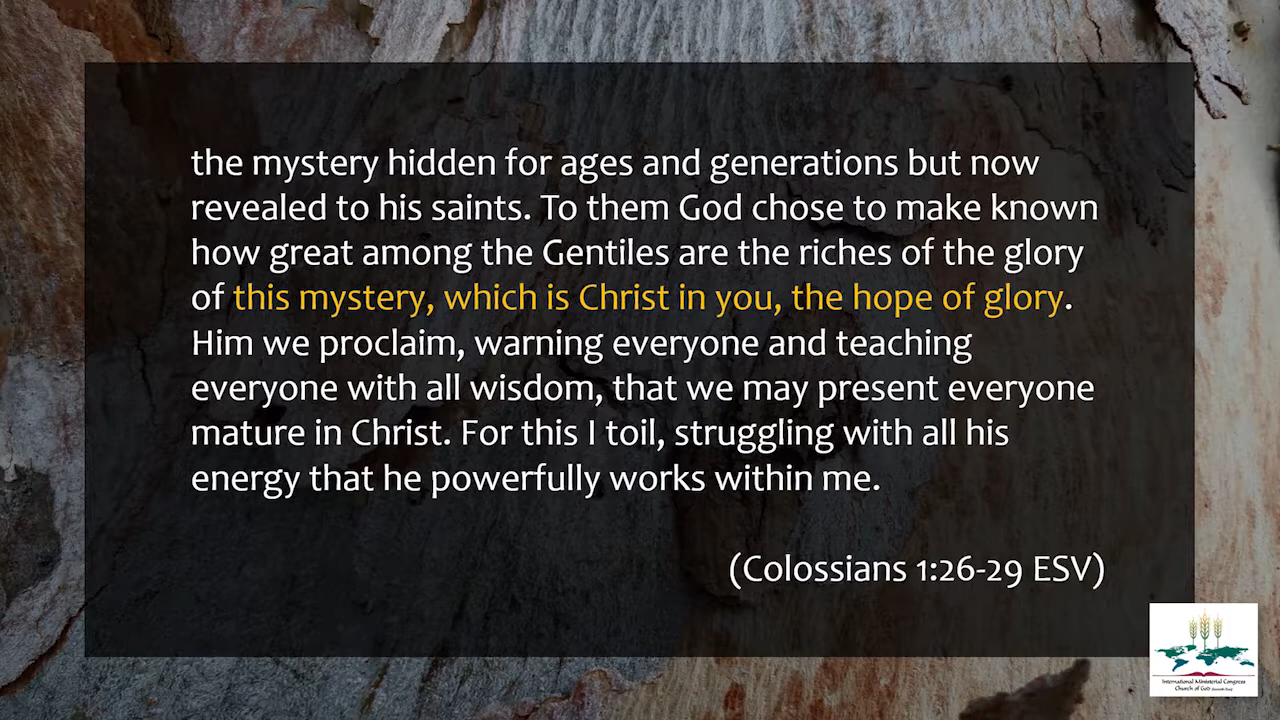 the mystery hidden for ages and generations but now
revealed to his saints. To them God chose to make known
how great among the Gentiles are the riches of the glory
of this mystery, which is Christ in you, the hope of glory.
Him we proclaim, warning everyone and teaching
everyone with all wisdom, that we may present everyone
mature in Christ. For this I toil, struggling with all his
energy that he powerfully works within me.
(Colossians 1:26-29 ESV)
International Ministerial Congress
Church of God (Seventh Day)